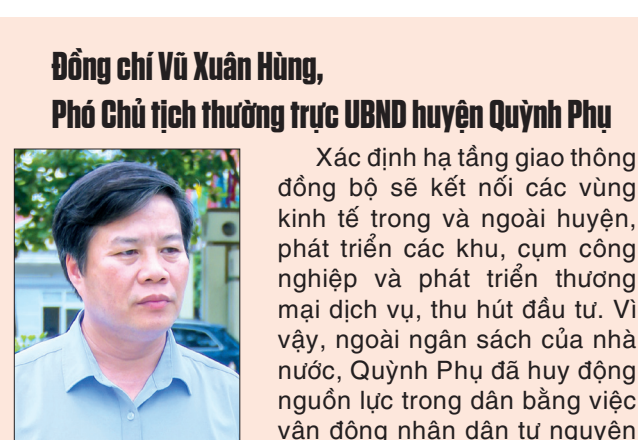 Đồng chí Vũ Xuân Hùng,
Phó Chủ tịch thường trực UBND huyện Quỳnh Phụ
Xác định hạ tầng giao thông
đồng bộ sẽ kết nối các vùng
kinh tế trong và ngoài huyện,
phát triển các khu, cụm công
nghiệp và phát triển thương
mại dịch vụ, thu hút đầu tư. Vì
vậy, ngoài ngân sách của nhà
nước, Quỳnh Phụ đã huy động
nguồn lực trong dân bằng việc
vận động nhân dân tự nguyện